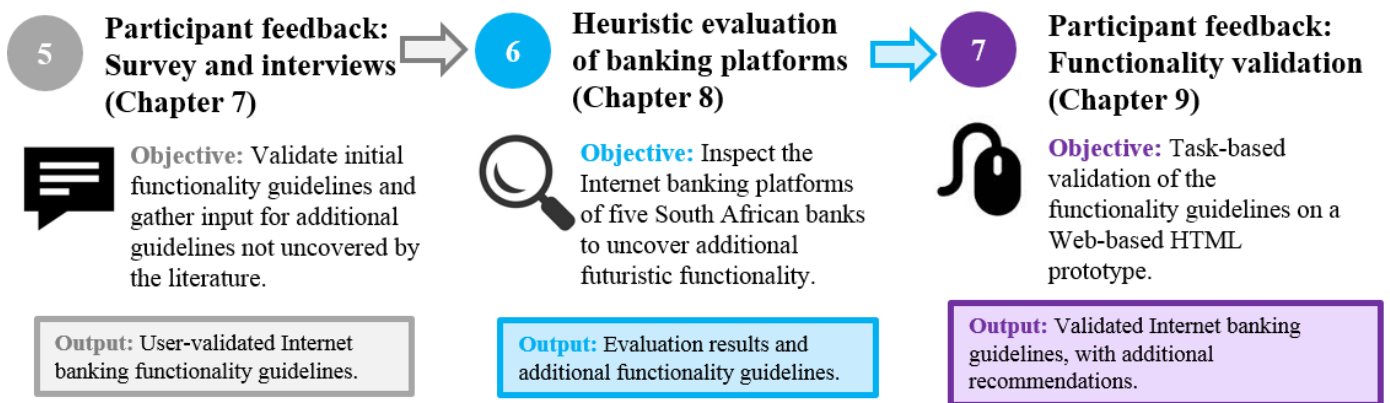 5
Participant feedback:
Survey and interviews
(Chapter 7)
Objective: Validate initial
functionality guidelines and
gather input for additional
guidelines not uncovered by
the literature.
Output: User-validated Internet
banking functionality guidelines.
6
Heuristic evaluation
of banking platforms
(Chapter 8)
Objective: Inspect the
Internet banking platforms
of five South African banks
to uncover additional
futuristic functionality.
Output: Evaluation results and
additional functionality guidelines.
7
Participant feedback:
Functionality validation
(Chapter 9)
Objective: Task-based
validation of the
functionality guidelines on a
Web-based HTML
prototype.
Output: Validated Internet banking
guidelines, with additional
recommendations.